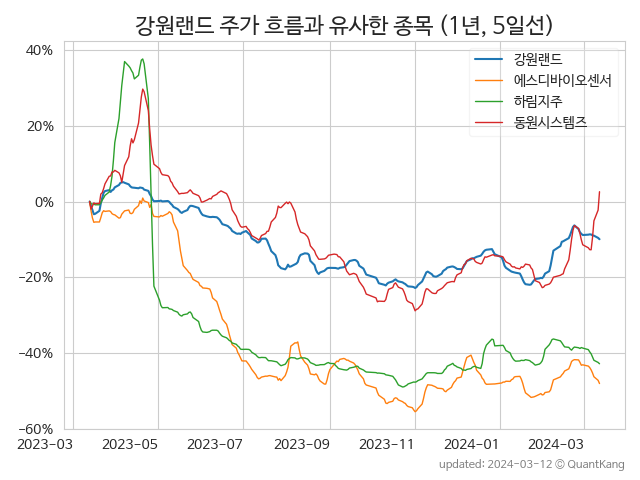 강원랜드 주가 흐름과 유사한 종목 (1년, 5일선)
40%
20%
0%
−20%
−40%
−60%
강원랜드
에스디바이오센서
하림지주
동원시스템즈
2023-03 2023-05 2023-07 2023-09 2023-11 2024-01 2024-03
updated: 2024-03-12 © QuantKang